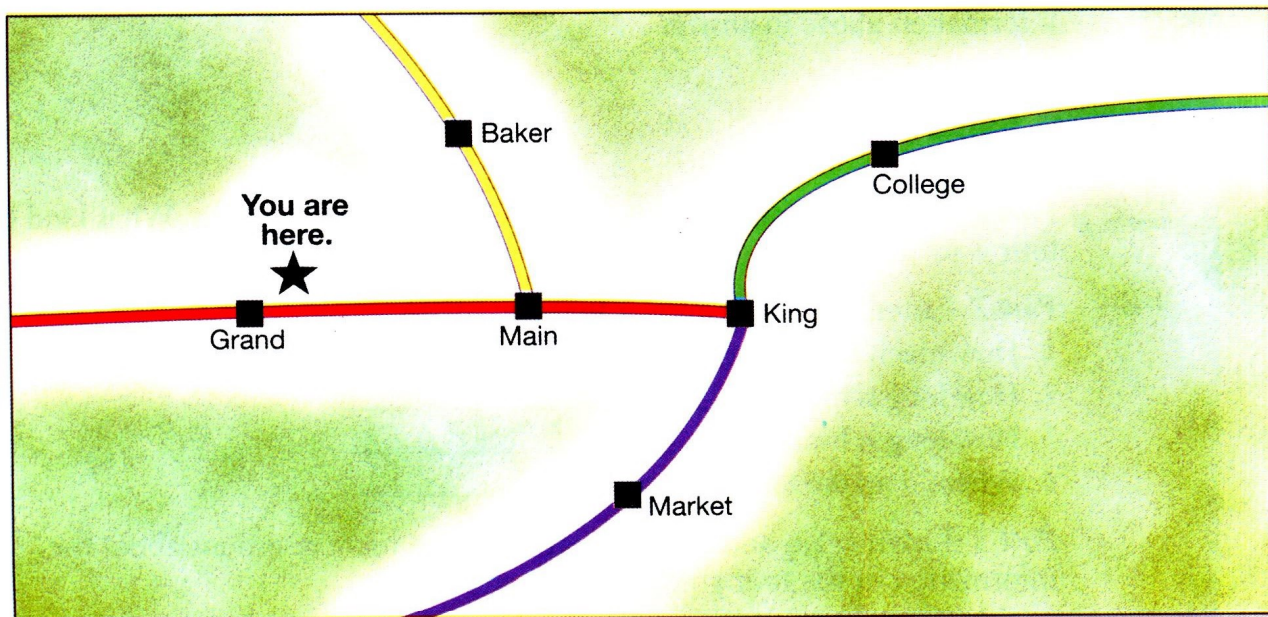 Baker
College
You are
here.
Grand
Main
King
Market